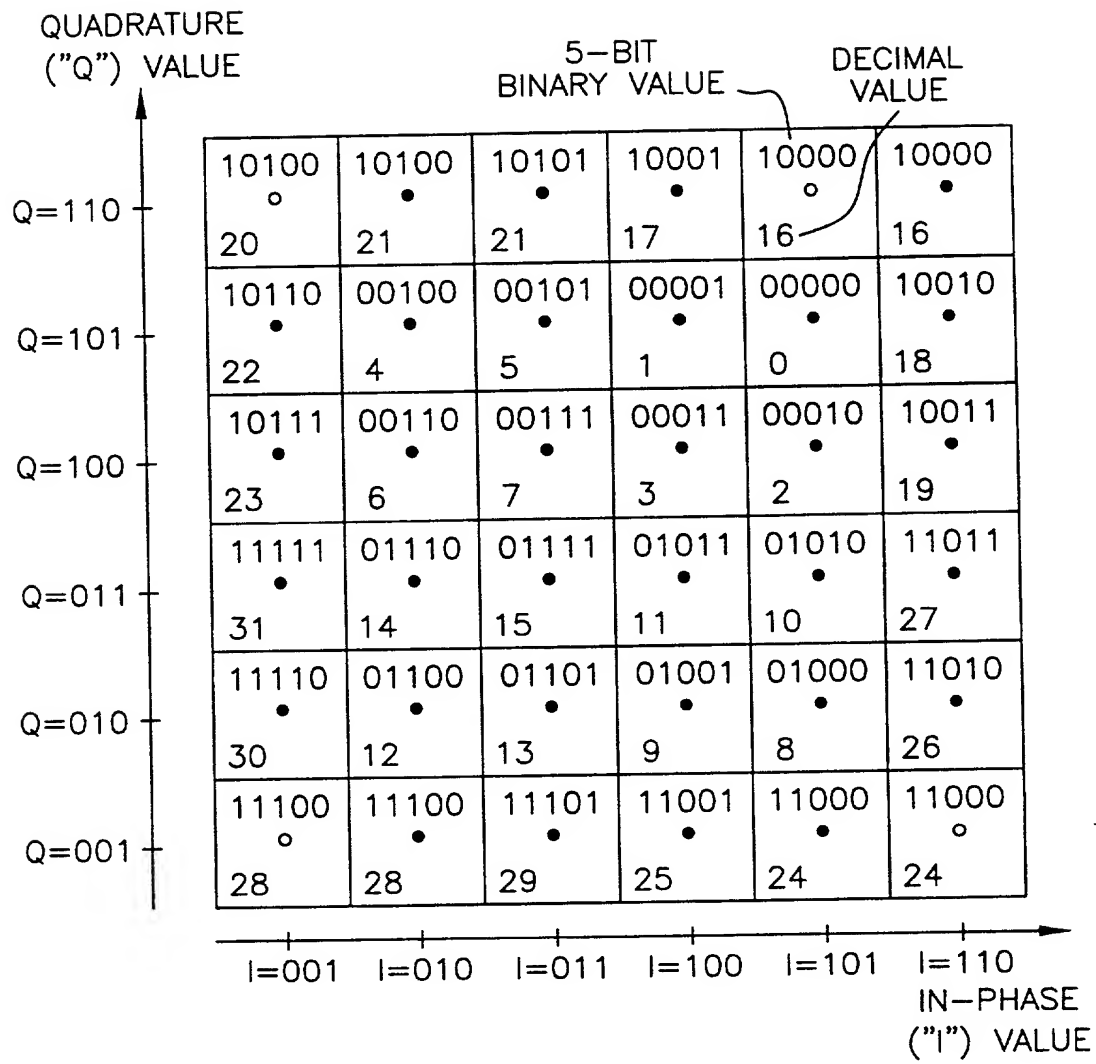 QUADRATURE
("Q") VALUE
5-BIT
BINARY VALUE
DECIMAL
VALUE
10100 10100 10101 10001 10000 10000
Q=110
20 21 21 17 16 16
10110 00100 00101 00001 00000 10010
Q=101
22 4 5 1 0 18
10111 00110 00111 00011 00010 10011
Q=100
23 6 7 3 2 19
11111 01110 01111 01011 01010 11011
Q=011
31 14 15 11 10 27
11110 01100 01101 01001 01000 11010
Q=010
30 12 13 9 8 26
11100 11100 11101 11001 11000 11000
Q=001
28 28 29 25 24 24
I=001 I=010 I=011 I=100 I=101 I=110
IN-PHASE
("I") VALUE